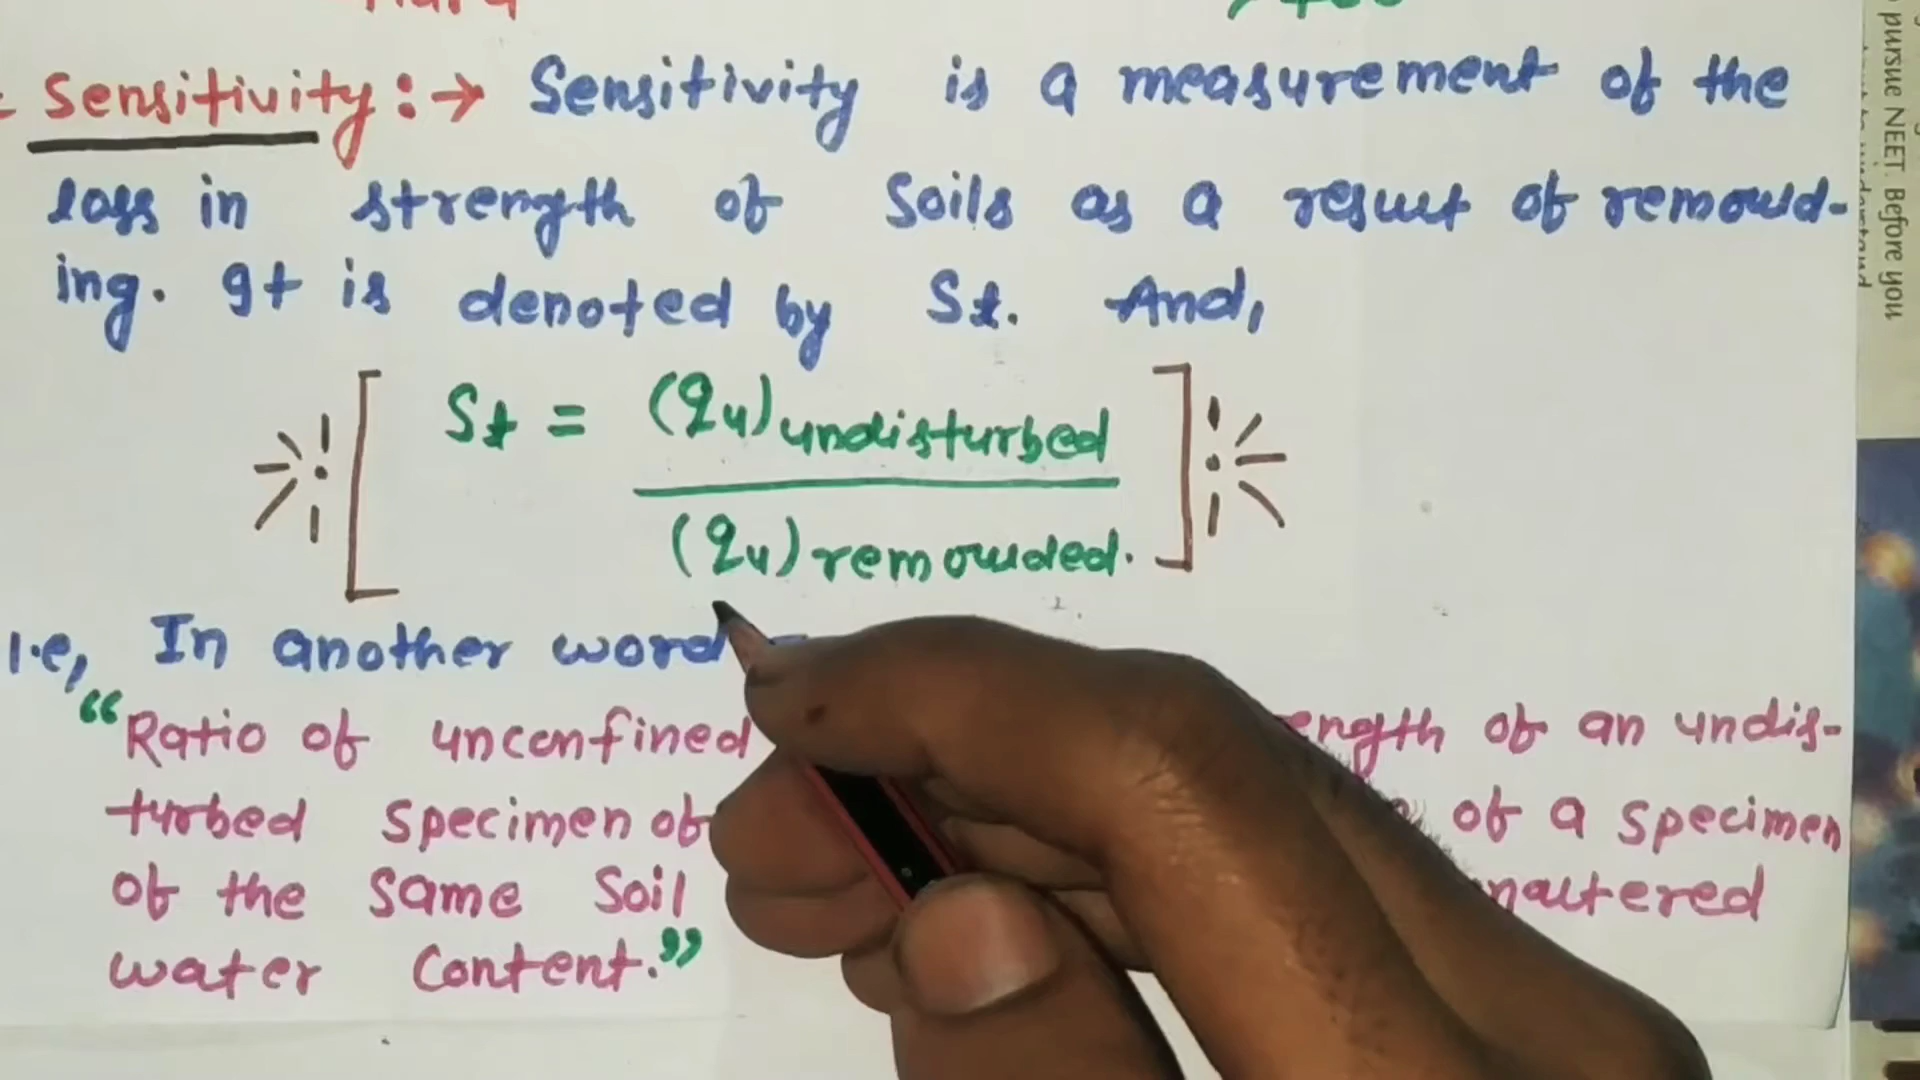 Sensitivity :→ Sensitivity is a measurement of the
loss in strength of soils as a result of remould-
ing. It is denoted by St. And,
St = (qu) undisturbed
(qu) remoulded.
i.e, In another word
“Ratio of unconfined of an undis-
turbed specimen of of a specimen
of the same soil
water content.”
pursue NEET. Before you